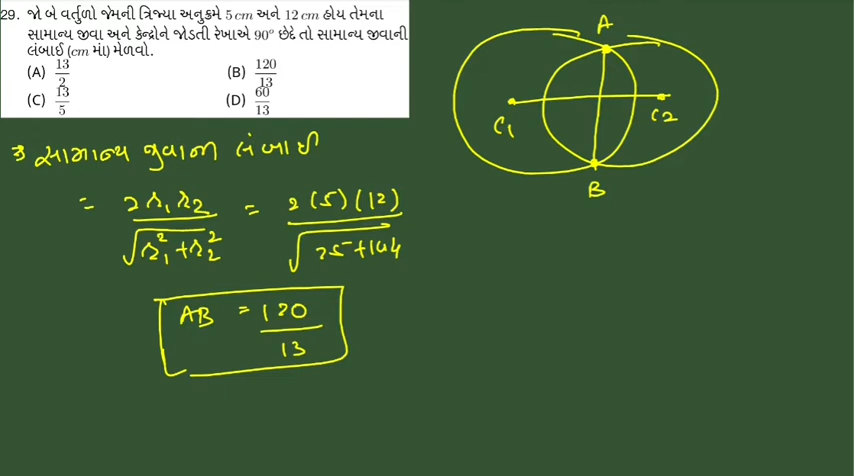 29. જો બે વર્તુળો જેમની ત્રિજ્યા અનુક્રમે 5 cm અને 12 cm હોય તેમના
સામાન્ય જીવા અને કેન્દ્રોને જોડતી રેખાએ 90° છેદે તો સામાન્ય જીવાની
લંબાઈ (cm માં) મેળવો.
(A) 13/2 (B) 120/13
(C) 13/5 (D) 60/13
સામાન્ય જીવાની લંબાઈ
= 2r₁r₂/√(r₁²+r₂²) = 2(5)(12)/√(25+144)
AB = 120/13
A
C1
C2
B